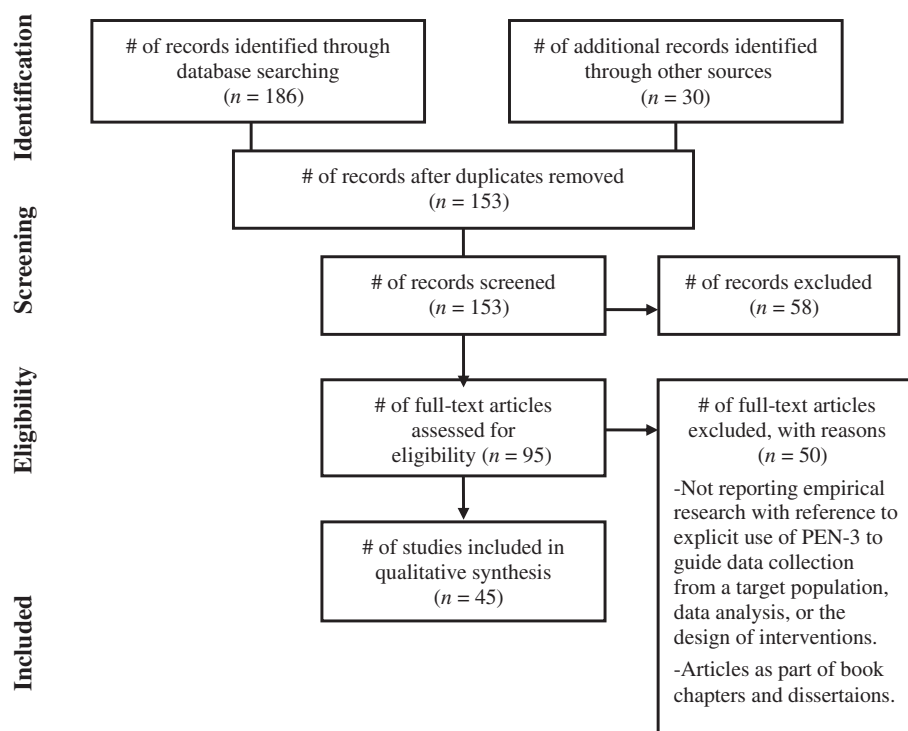 Identification
# of records identified through
database searching
(n = 186)
# of additional records identified
through other sources
(n = 30)
# of records after duplicates removed
(n = 153)
Screening
# of records screened
(n = 153)
# of records excluded
(n = 58)
Eligibility
# of full-text articles
assessed for
eligibility (n = 95)
# of full-text articles
excluded, with reasons
(n = 50)
-Not reporting empirical
research with reference to
explicit use of PEN-3 to
guide data collection
from a target population,
data analysis, or the
design of interventions.
-Articles as part of book
chapters and dissertaions.
Included
# of studies included in
qualitative synthesis
(n = 45)